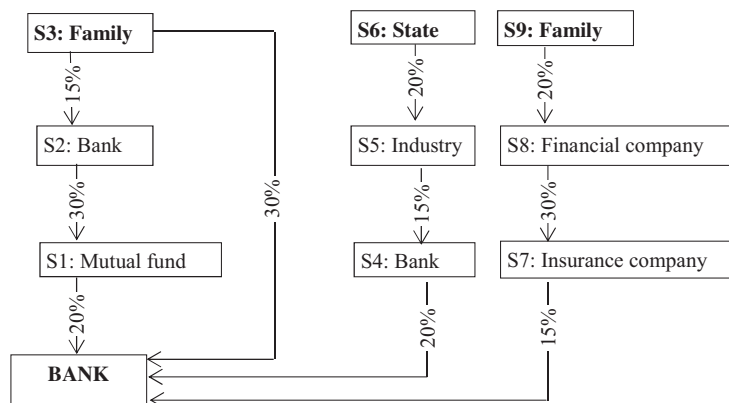 S3: Family
S6: State
S9: Family
15%
20%
20%
S2: Bank
S5: Industry
S8: Financial company
30%
30%
15%
30%
S1: Mutual fund
S4: Bank
S7: Insurance company
20%
20%
15%
BANK